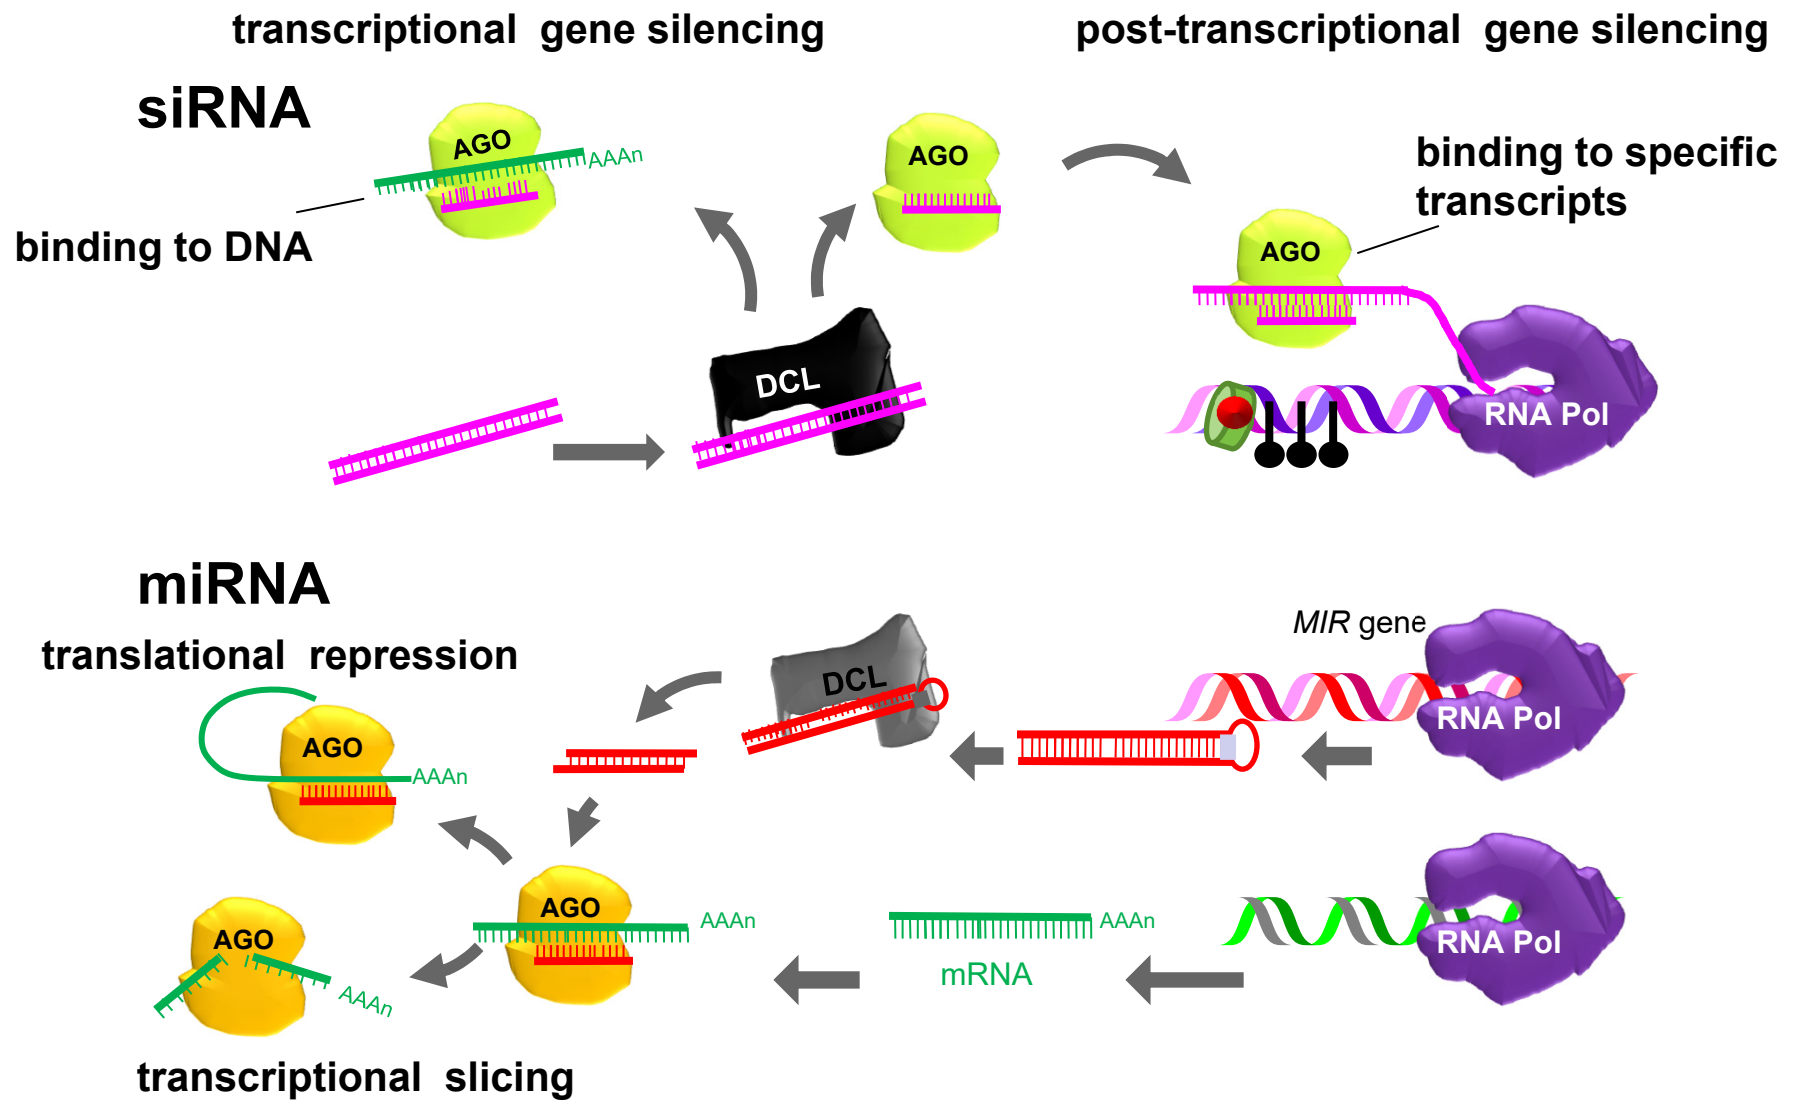 transcriptional gene silencing
post-transcriptional gene silencing
siRNA
AGO
AAAn
binding to DNA
AGO
binding to specific
transcripts
AGO
DCL
RNA Pol
miRNA
translational repression
MIR gene
DCL
RNA Pol
AGO
AAAn
AGO
AAAn
AAAn
mRNA
RNA Pol
AGO
AAAn
transcriptional slicing